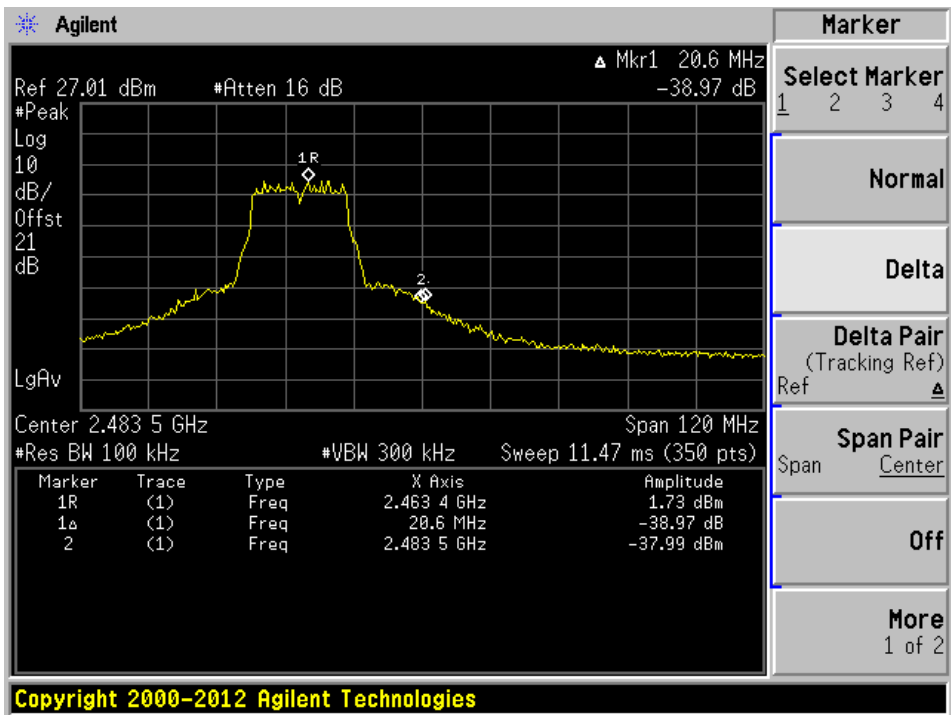 Agilent
Marker
Δ Mkr1 20.6 MHz
Ref 27.01 dBm #Atten 16 dB -38.97 dB
#Peak
Log
10
dB/
Offst
21
dB
LgAv
1R
2
Center 2.483 5 GHz Span 120 MHz
#Res BW 100 kHz #VBW 300 kHz Sweep 11.47 ms (350 pts)
Marker Trace Type X Axis Amplitude
1R (1) Freq 2.463 4 GHz 1.73 dBm
1Δ (1) Freq 20.6 MHz -38.97 dB
2 (1) Freq 2.483 5 GHz -37.99 dBm
Select Marker
1 2 3 4
Normal
Delta
Delta Pair
(Tracking Ref)
Ref Δ
Span Pair
Span Center
Off
More
1 of 2
Copyright 2000-2012 Agilent Technologies